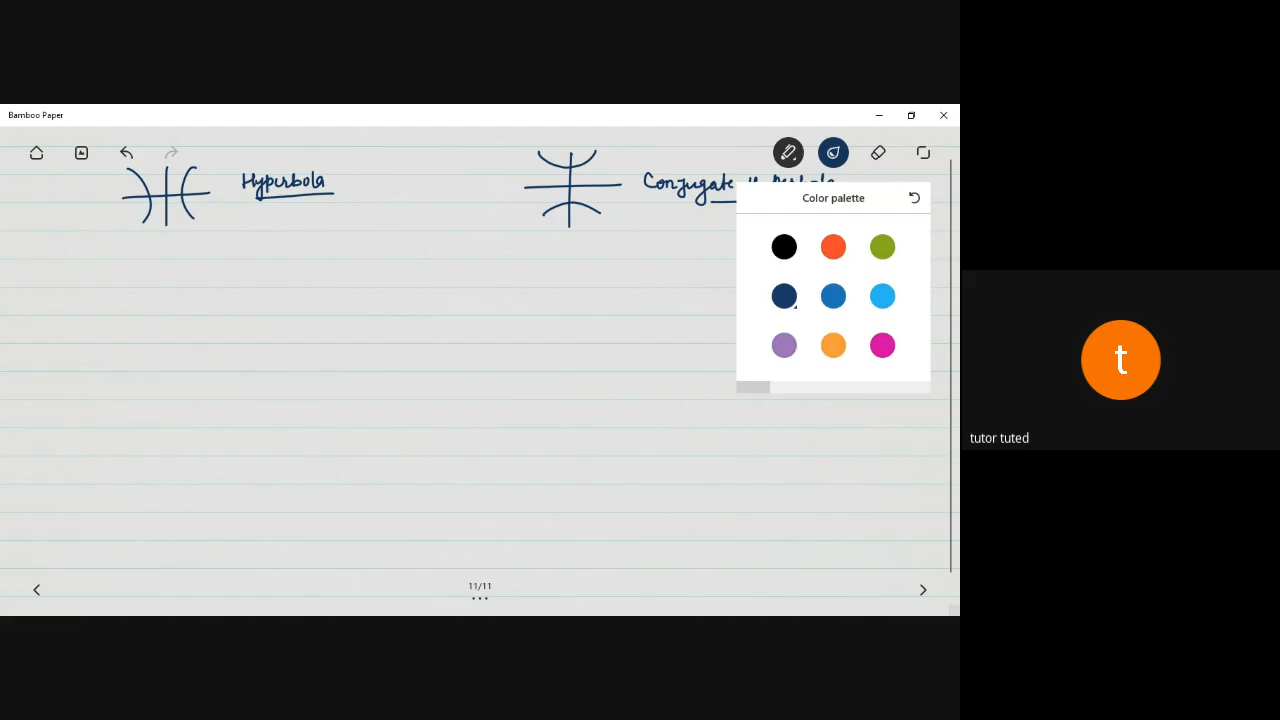 Bamboo Paper
Hyperbola
Conjugate
Color palette
t
tutor tuted
11/11